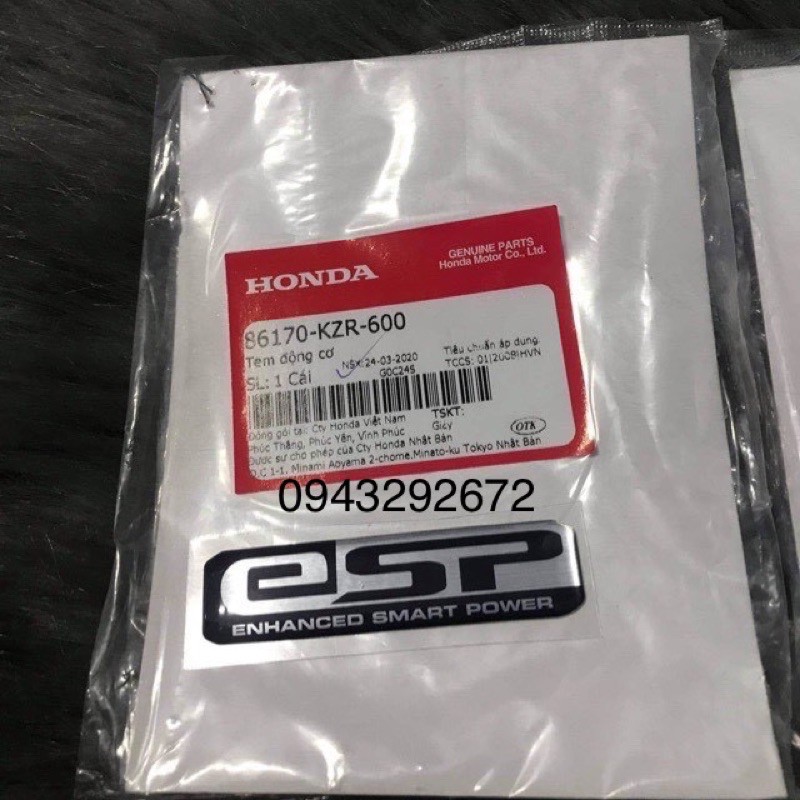 HONDA
GENUINE PARTS
Honda Motor Co., Ltd.
86170-KZR-600
Tem động cơ
NSX:24-03-2020
Tiêu chuẩn áp dụng
SL: 1 Cái
G0C24S
TCCS: 01|2009|HVN
Đóng gói tại: Cty Honda Việt Nam
TSKT:
Phúc Thắng, Phúc Yên, Vĩnh Phúc
Giấy
OTK
Được sự cho phép của Cty Honda Nhật Bản
Đ.C 1-1, Minami Aoyama 2-chome,Minato-ku Tokyo Nhật Bản
0943292672
eSP
ENHANCED SMART POWER